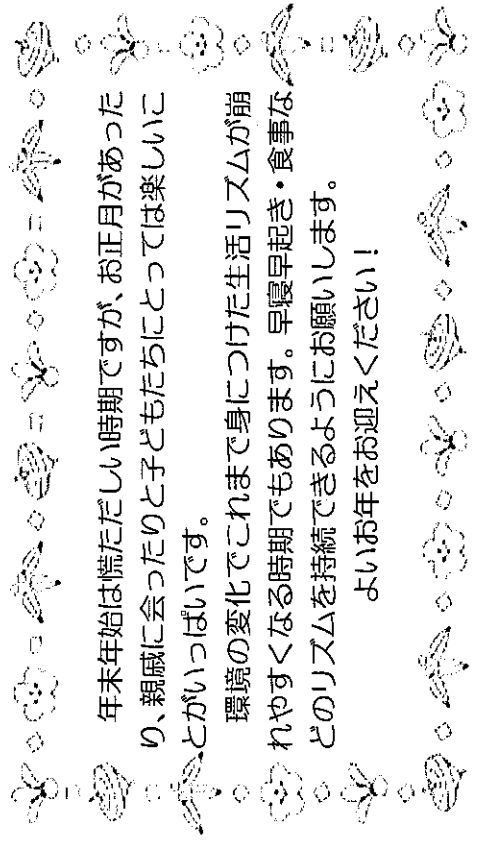 年末年始は慌ただしい時期ですが、お正月があった
り、親戚に会ったりと子どもたちにとっては楽しいこ
とがいっぱいです。
環境の変化でこれまで身につけた生活リズムが崩
れやすくなる時期でもあります。早寝早起き・食事な
どのリズムを持続できるようにお願いします。
よいお年をお迎えください！